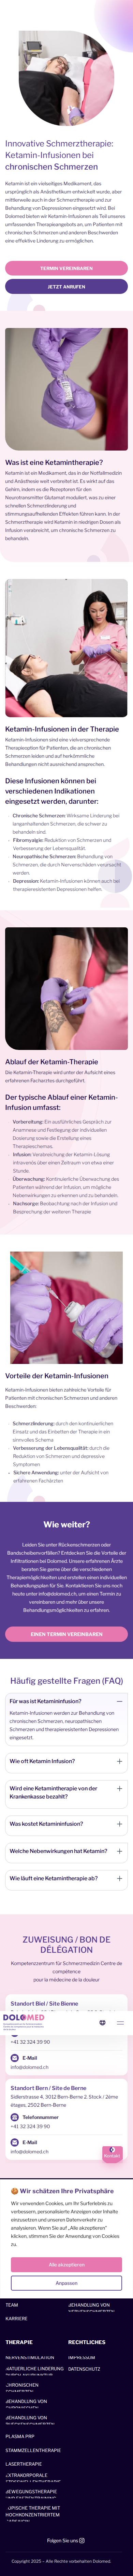 Innovative Schmerztherapie:
Ketamin-Infusionen bei
chronischen Schmerzen
Ketamin ist ein vielseitiges Medikament, das
ursprünglich als Anästhetikum entwickelt wurde, aber
mittlerweile auch in der Schmerztherapie und zur
Behandlung von Depressionen eingesetzt wird. Bei
Dolomed bieten wir Ketamin-Infusionen als Teil unseres
umfassenden Therapieangebots an, um Patienten mit
chronischen Schmerzen und anderen Beschwerden
eine effektive Linderung zu ermöglichen.
TERMIN VEREINBAREN
JETZT ANRUFEN
Was ist eine Ketamintherapie?
Ketamin ist ein Medikament, das in der Notfallmedizin
und Anästhesie weit verbreitet ist. Es wirkt auf das
Gehirn, indem es die Rezeptoren für den
Neurotransmitter Glutamat moduliert, was zu einer
schnellen Schmerzlinderung und
stimmungsaufhellenden Effekten führen kann. In der
Schmerztherapie wird Ketamin in niedrigen Dosen als
Infusion verabreicht, um chronische Schmerzen zu
behandeln.
Ketamin-Infusionen in der Therapie
Ketamin-Infusionen sind eine vielversprechende
Therapieoption für Patienten, die an chronischen
Schmerzen leiden und auf herkömmliche
Behandlungen nicht ausreichend ansprechen.
Diese Infusionen können bei
verschiedenen Indikationen
eingesetzt werden, darunter:
Chronische Schmerzen: Wirksame Linderung bei
langanhaltenden Schmerzen, die schwer zu
behandeln sind.
Fibromyalgie: Reduktion von Schmerzen und
Verbesserung der Lebensqualität.
Neuropathische Schmerzen: Behandlung von
Schmerzen, die durch Nervenschäden verursacht
werden.
Depression: Ketamin-Infusionen können auch bei
therapieresistenten Depressionen helfen.
Ablauf der Ketamin-Therapie
Die Ketamin-Therapie wird unter der Aufsicht eines
erfahrenen Facharztes durchgeführt.
Der typische Ablauf einer Ketamin-
Infusion umfasst:
Vorbereitung: Ein ausführliches Gespräch zur
Anamnese und Festlegung der individuellen
Dosierung sowie die Erstellung eines
Therapieschemas.
Infusion: Verabreichung der Ketamin-Lösung
intravenös über einen Zeitraum von etwa einer
Stunde.
Überwachung: Kontinuierliche Überwachung des
Patienten während der Infusion, um mögliche
Nebenwirkungen zu erkennen und zu behandeln.
Nachsorge: Beobachtung nach der Infusion und
Besprechung der weiteren Therapie.
Vorteile der Ketamin-Infusionen
Ketamin-Infusionen bieten zahlreiche Vorteile für
Patienten mit chronischen Schmerzen und anderen
Beschwerden:
Schmerzlinderung: durch den kontinuierlichen
Einsatz und das Einleiten der Therapie in ein
sinnvolles Schema
Verbesserung der Lebensqualität: durch die
Reduktion von Schmerzen und depressiven
Symptomen
Sichere Anwendung: unter der Aufsicht von
erfahrenen Fachärzten
Wie weiter?
Leiden Sie unter Rückenschmerzen oder
Bandscheibenvorfällen? Entdecken Sie die Vorteile der
Infiltrationen bei Dolomed. Unsere erfahrenen Ärzte
beraten Sie gerne über die verschiedenen
Therapiemöglichkeiten und erstellen einen individuellen
Behandlungsplan für Sie. Kontaktieren Sie uns noch
heute unter info@dolomed.ch, um einen Termin zu
vereinbaren und mehr über unsere
Behandlungsmöglichkeiten zu erfahren.
EINEN TERMIN VEREINBAREN
Häufig gestellte Fragen (FAQ)
Für was ist Ketamininfusion?
Ketamin-Infusionen werden zur Behandlung von
chronischen Schmerzen, neuropathischen
Schmerzen und therapieresistenten Depressionen
eingesetzt.
Wie oft Ketamin Infusion?
Wird eine Ketamintherapie von der
Krankenkasse bezahlt?
Was kostet Ketamininfusion?
Welche Nebenwirkungen hat Ketamin?
Wie läuft eine Ketamintherapie ab?
ZUWEISUNG / BON DE
DÉLÉGATION
Kompetenzzentrum für Schmerzmedizin Centre de
compétence
pour la médecine de la douleur
Standort Biel / Site Bienne
DOLOMED
+41 32 324 39 90
E-Mail
info@dolomed.ch
Standort Bern / Site de Berne
Südbahnstrasse 4, 3012 Bern-Berne 2. Stock / 2ème
étages, 2502 Bern-Berne
Telefonnummer
+41 32 324 39 90
E-Mail
info@dolomed.ch
Kontakt
Wir schätzen Ihre Privatsphäre
Wir verwenden Cookies, um Ihr Surferlebnis zu
verbessern, personalisierte Anzeigen oder Inhalte
bereitzustellen und unseren Datenverkehr zu
analysieren. Wenn Sie auf „Alle akzeptieren"
klicken, stimmen Sie der Verwendung von Cookies
zu.
Alle akzeptieren
Anpassen
TEAM
KARRIERE
THERAPIE
RECHTLICHES
IMPRESSUM
DATENSCHUTZ
PLASMA PRP
STAMMZELLENTHERAPIE
LASERTHERAPIE
HOCHKONZENTRIERTEM
Folgen Sie uns
Copyright 2025 – Alle Rechte vorbehalten Dolomed.